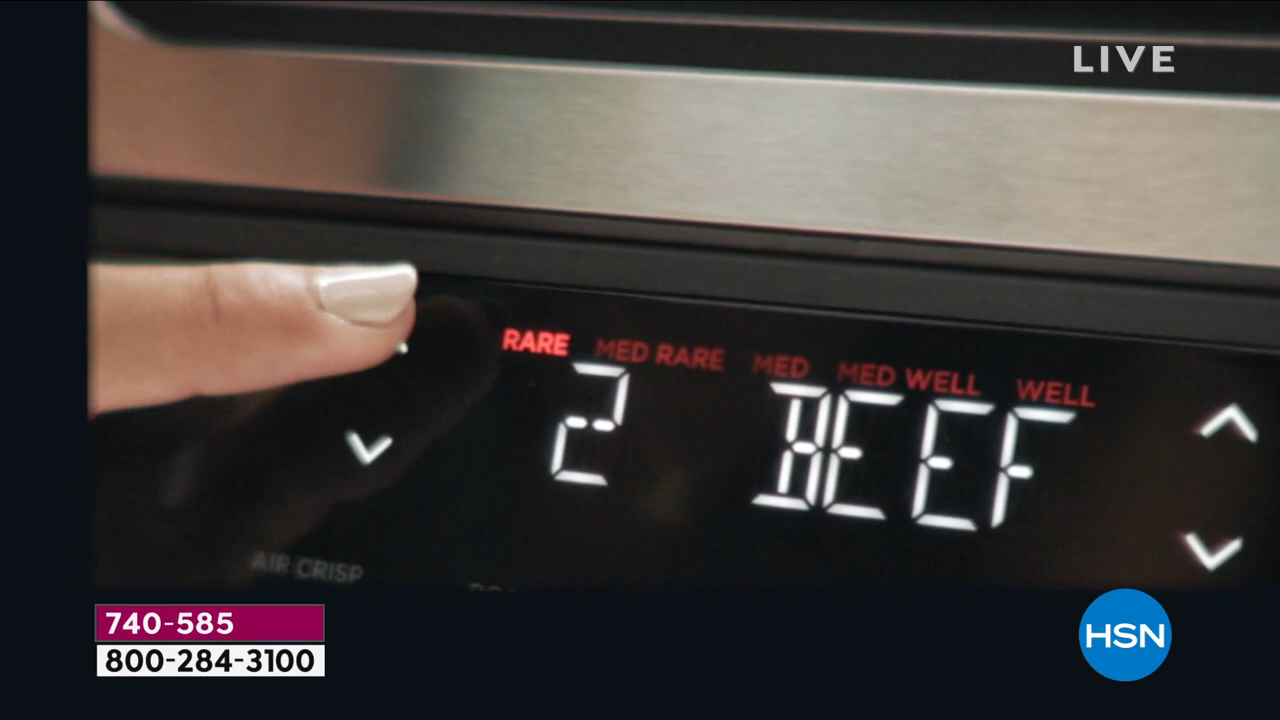 LIVE
RARE MED RARE MED MED WELL WELL
2 BEEF
AIR CRISP
740-585
800-284-3100
HSN